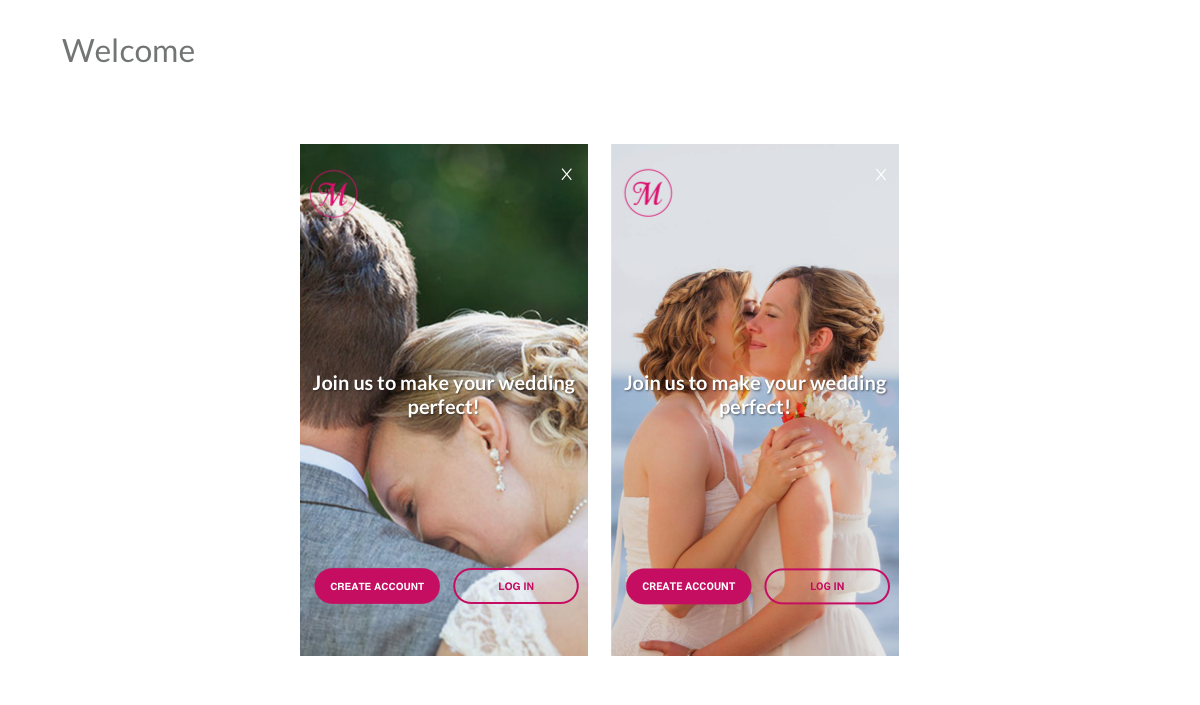 Welcome
M
X
Join us to make your wedding
perfect!
CREATE ACCOUNT
LOG IN
M
X
Join us to make your wedding
perfect!
CREATE ACCOUNT
LOG IN